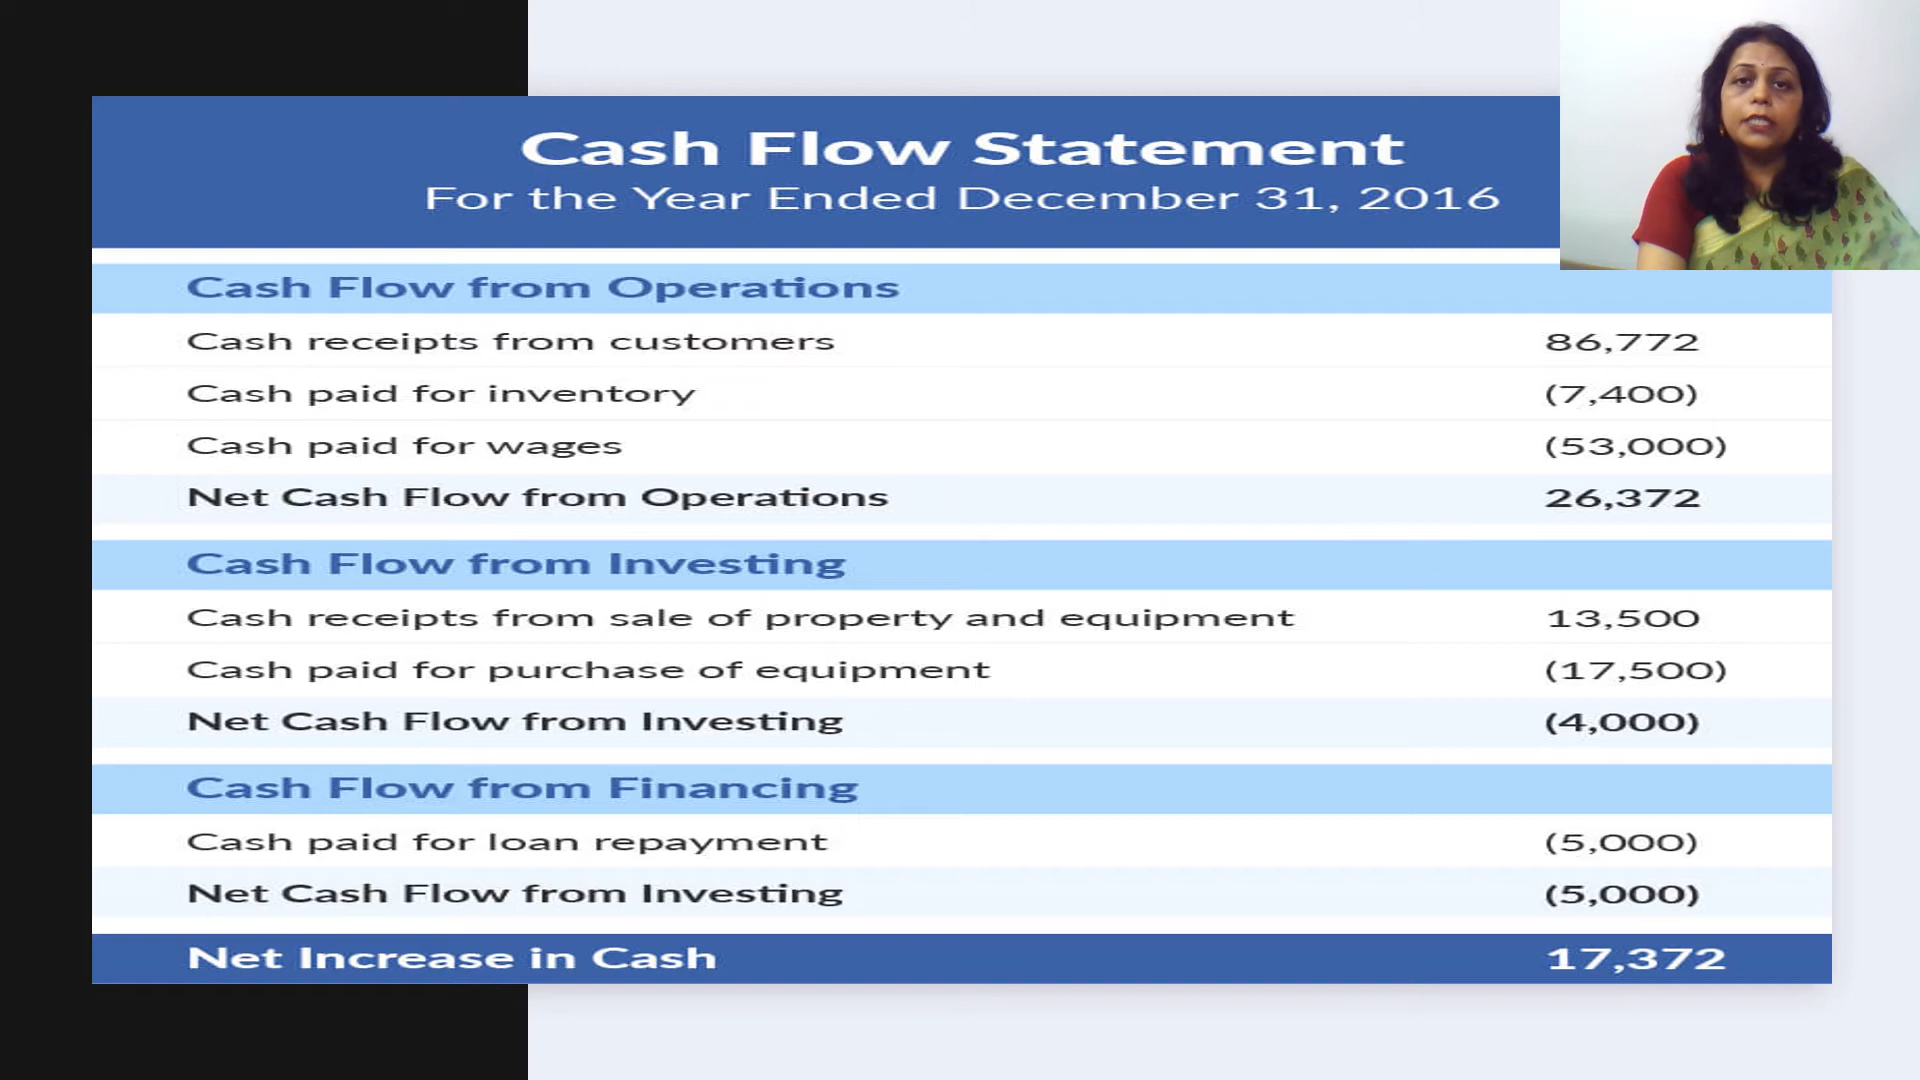 Cash Flow Statement
For the Year Ended December 31, 2016
Cash Flow from Operations
Cash receipts from customers 86,772
Cash paid for inventory (7,400)
Cash paid for wages (53,000)
Net Cash Flow from Operations 26,372
Cash Flow from Investing
Cash receipts from sale of property and equipment 13,500
Cash paid for purchase of equipment (17,500)
Net Cash Flow from Investing (4,000)
Cash Flow from Financing
Cash paid for loan repayment (5,000)
Net Cash Flow from Investing (5,000)
Net Increase in Cash 17,372